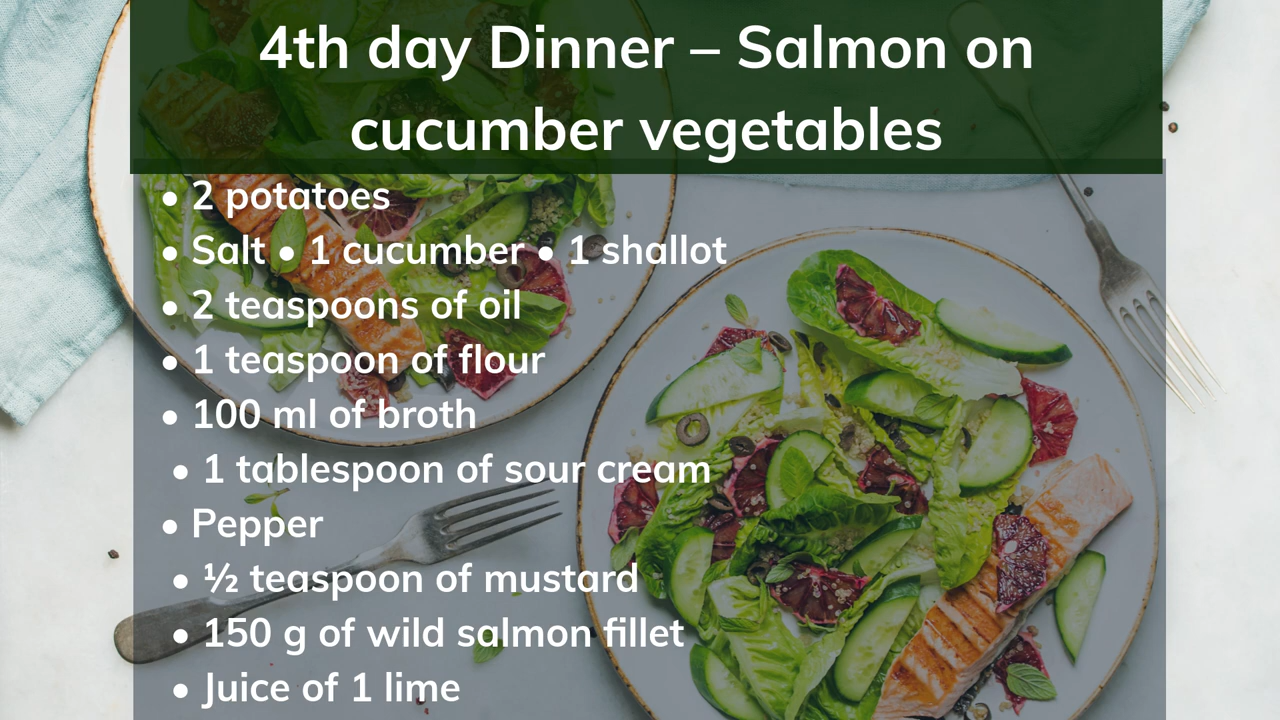 4th day Dinner – Salmon on
cucumber vegetables
• 2 potatoes
• Salt • 1 cucumber • 1 shallot
• 2 teaspoons of oil
• 1 teaspoon of flour
• 100 ml of broth
• 1 tablespoon of sour cream
• Pepper
• ½ teaspoon of mustard
• 150 g of wild salmon fillet
• Juice of 1 lime